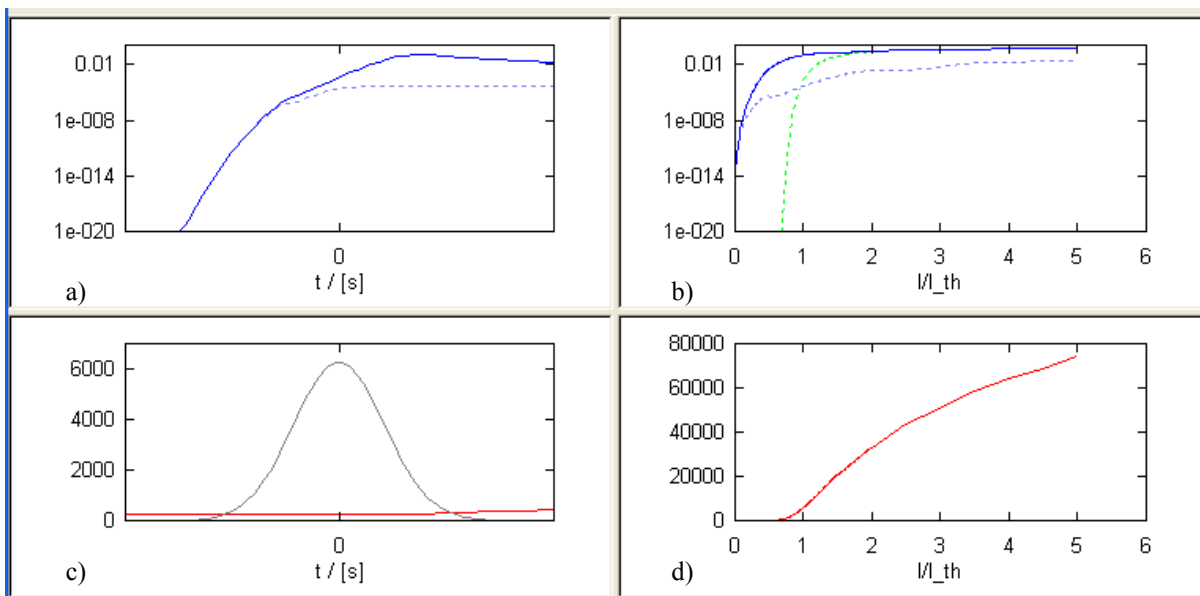 0.01
1e-008
1e-014
1e-020
0
t / [s]
a)
0.01
1e-008
1e-014
1e-020
0 1 2 3 4 5 6
I/I_th
b)
6000
4000
2000
0
0
t / [s]
c)
80000
60000
40000
20000
0
0 1 2 3 4 5 6
I/I_th
d)